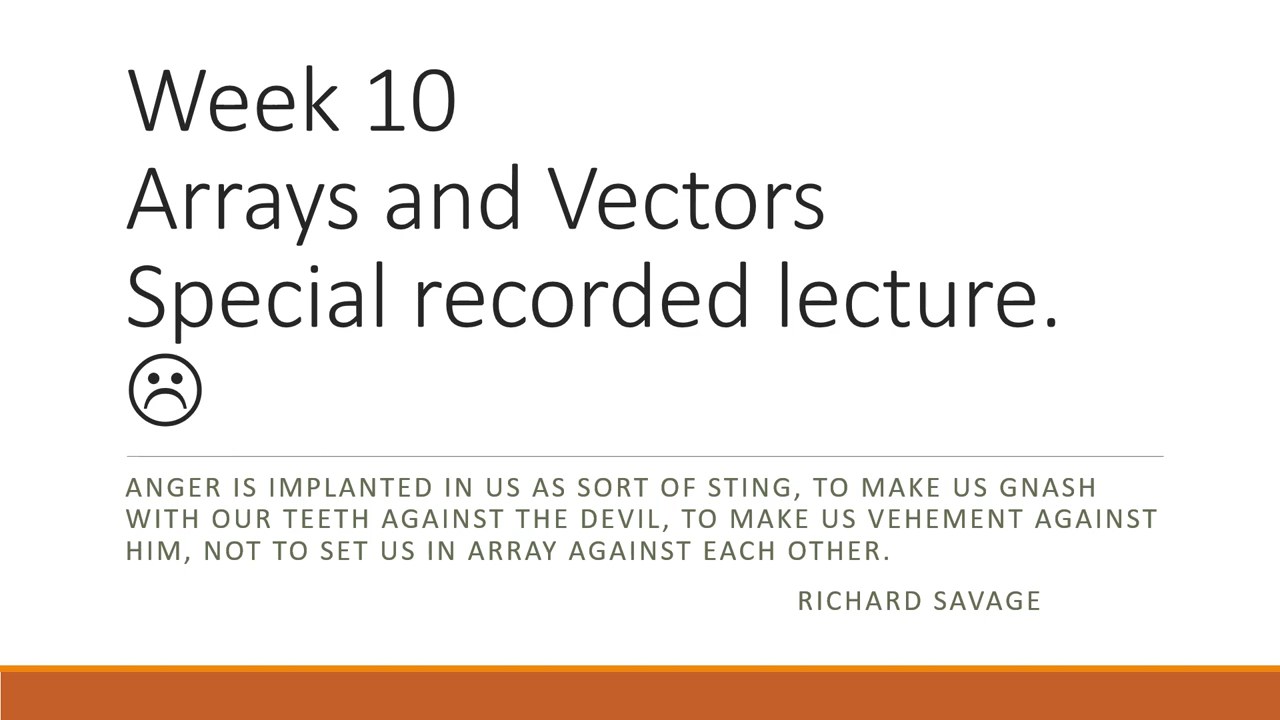 Week 10
Arrays and Vectors
Special recorded lecture.
☹
ANGER IS IMPLANTED IN US AS SORT OF STING, TO MAKE US GNASH
WITH OUR TEETH AGAINST THE DEVIL, TO MAKE US VEHEMENT AGAINST
HIM, NOT TO SET US IN ARRAY AGAINST EACH OTHER.
RICHARD SAVAGE